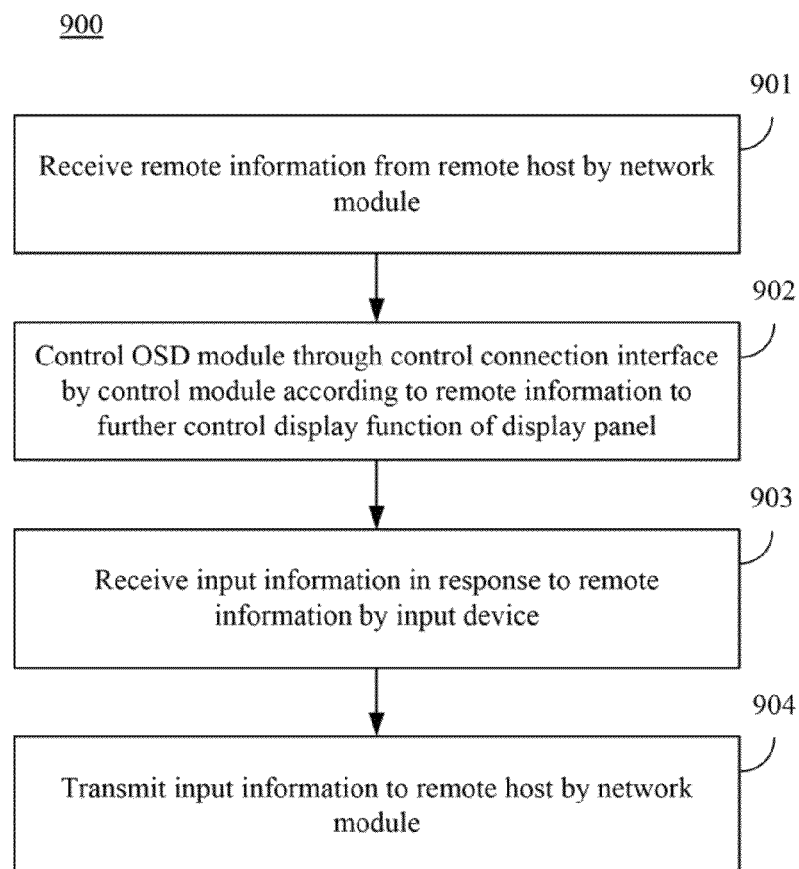 900
901
Receive remote information from remote host by network
module
902
Control OSD module through control connection interface
by control module according to remote information to
further control display function of display panel
903
Receive input information in response to remote
information by input device
904
Transmit input information to remote host by network
module